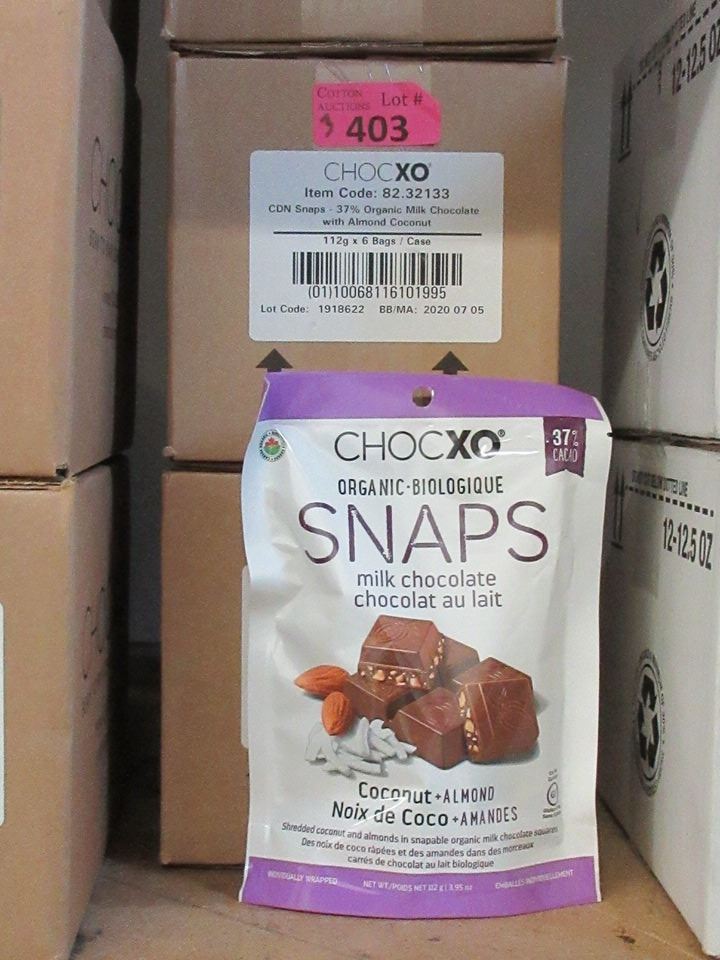 COTTON
AUCTIONS Lot #
3 403
CHOCXO
Item Code: 82.32133
CDN Snaps - 37% Organic Milk Chocolate
with Almond Coconut
112g x 6 Bags / Case
(01)10068116101995
Lot Code: 1918622 BB/MA: 2020 07 05
CHOCXO®
37%
CACAO
ORGANIC·BIOLOGIQUE
SNAPS
milk chocolate
chocolat au lait
Coconut + ALMOND
Noix de Coco + AMANDES
Shredded coconut and almonds in snapable organic milk chocolate squares
Des noix de coco râpées et des amandes dans des morceaux
carrés de chocolat au lait biologique
INDIVIDUALLY WRAPPED NET WT./POIDS NET 112 g | 3.95 oz EMBALLÉS INDIVIDUELLEMENT
12-12.5 OZ
12-12.5 OZ